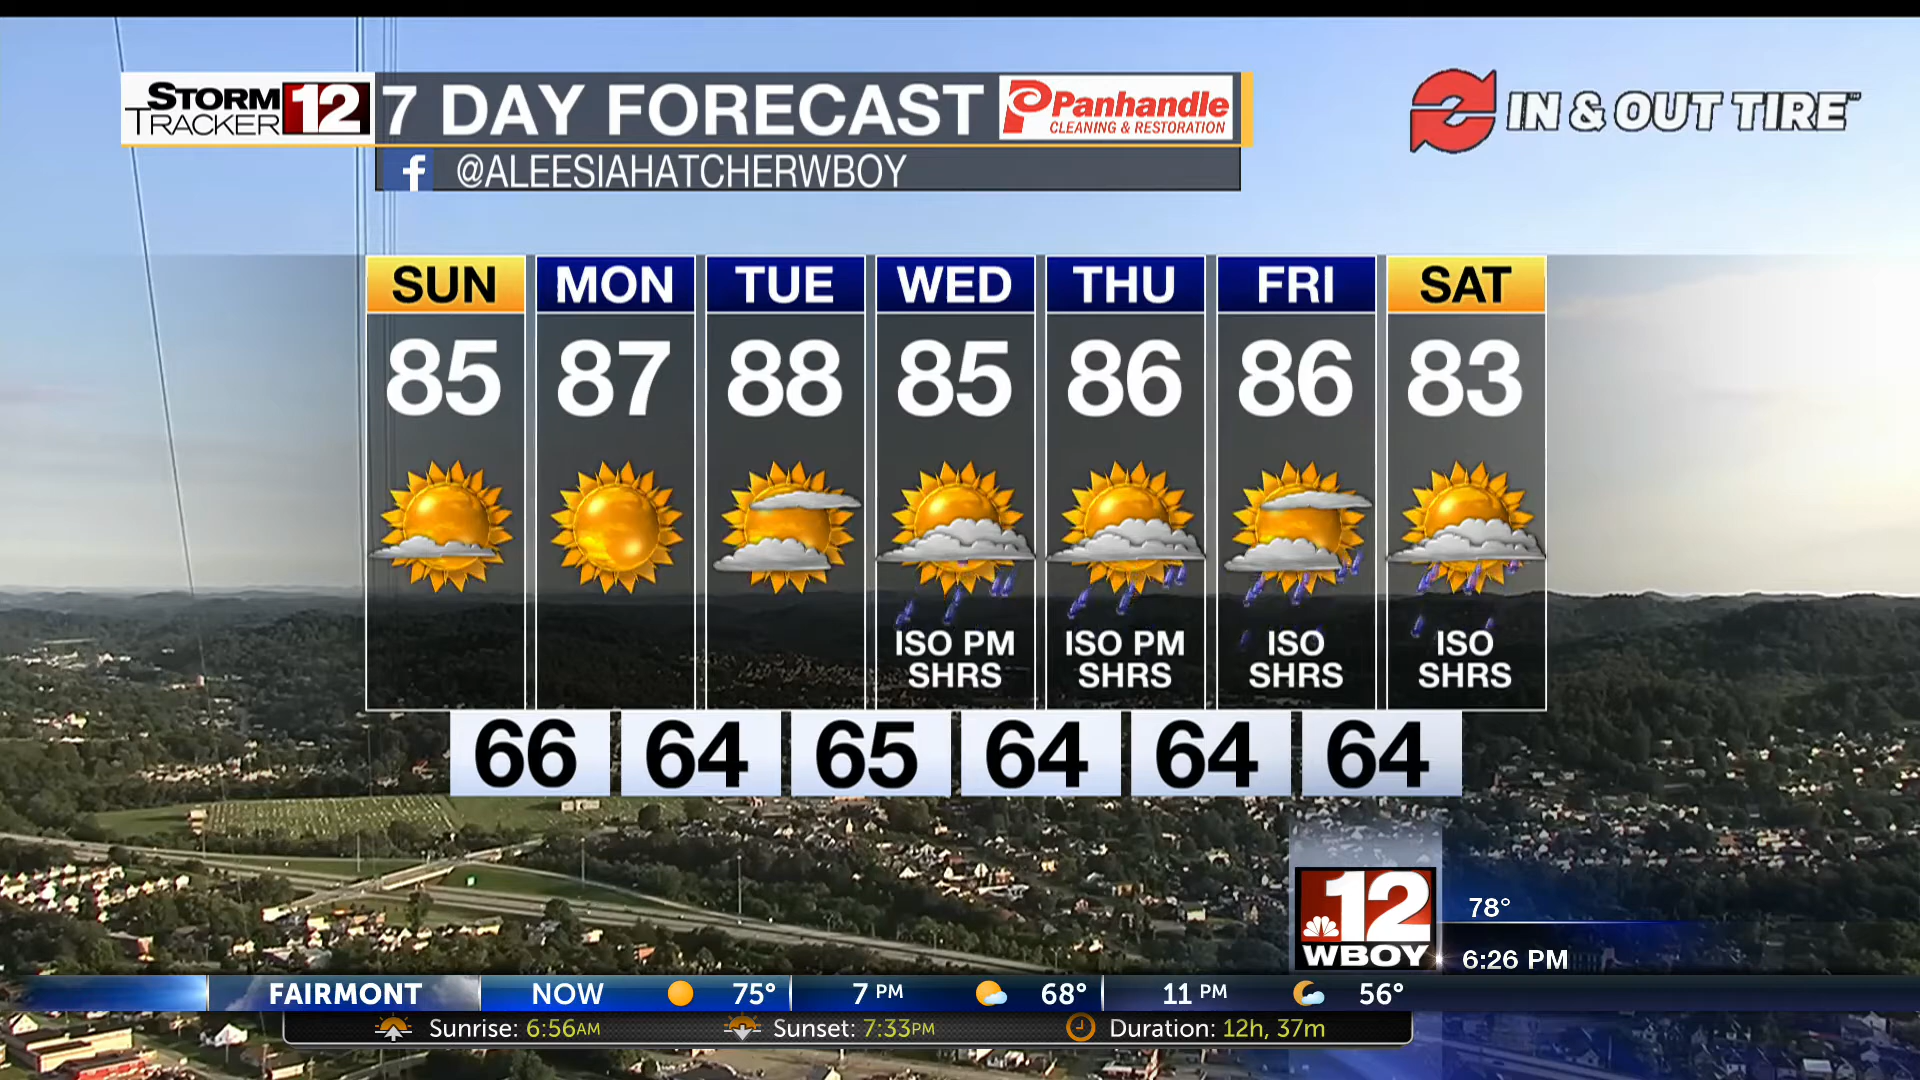 STORM TRACKER 12
7 DAY FORECAST
Panhandle
CLEANING & RESTORATION
IN & OUT TIRE™
f @ALEESIAHATCHERWBOY
SUN MON TUE WED THU FRI SAT
85 87 88 85 86 86 83
ISO PM SHRS
ISO PM SHRS
ISO SHRS
ISO SHRS
66 64 65 64 64 64
12
WBOY
78°
6:26 PM
FAIRMONT NOW 75° 7 PM 68° 11 PM 56°
Sunrise: 6:56AM Sunset: 7:33PM Duration: 12h, 37m